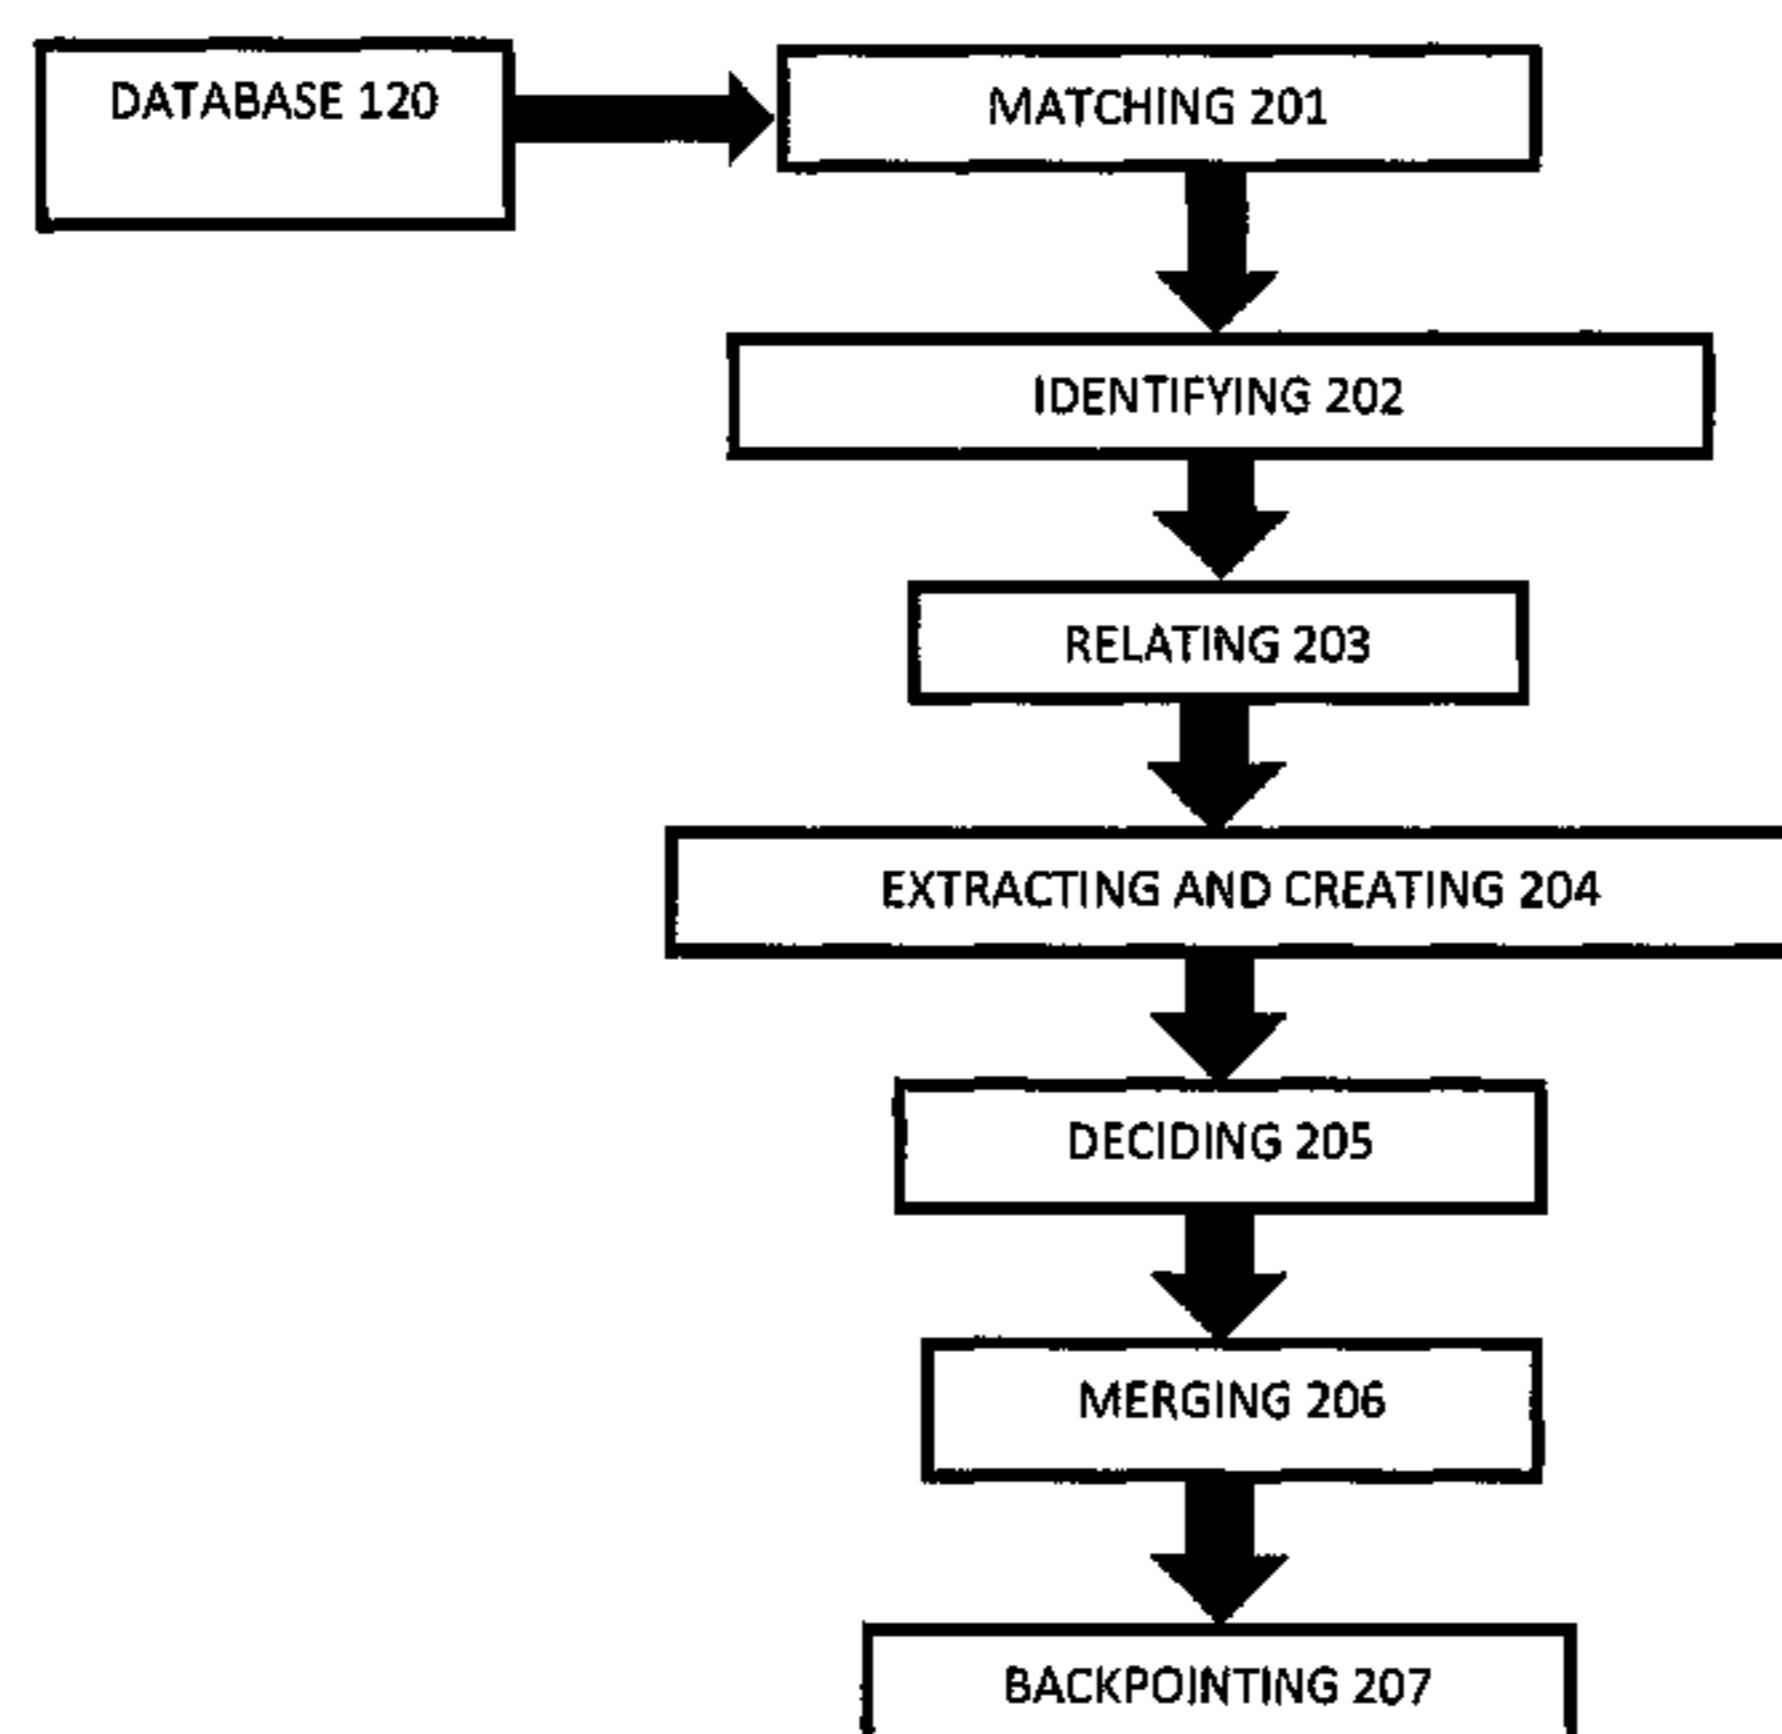 DATABASE 120
MATCHING 201
IDENTIFYING 202
RELATING 203
EXTRACTING AND CREATING 204
DECIDING 205
MERGING 206
BACKPOINTING 207